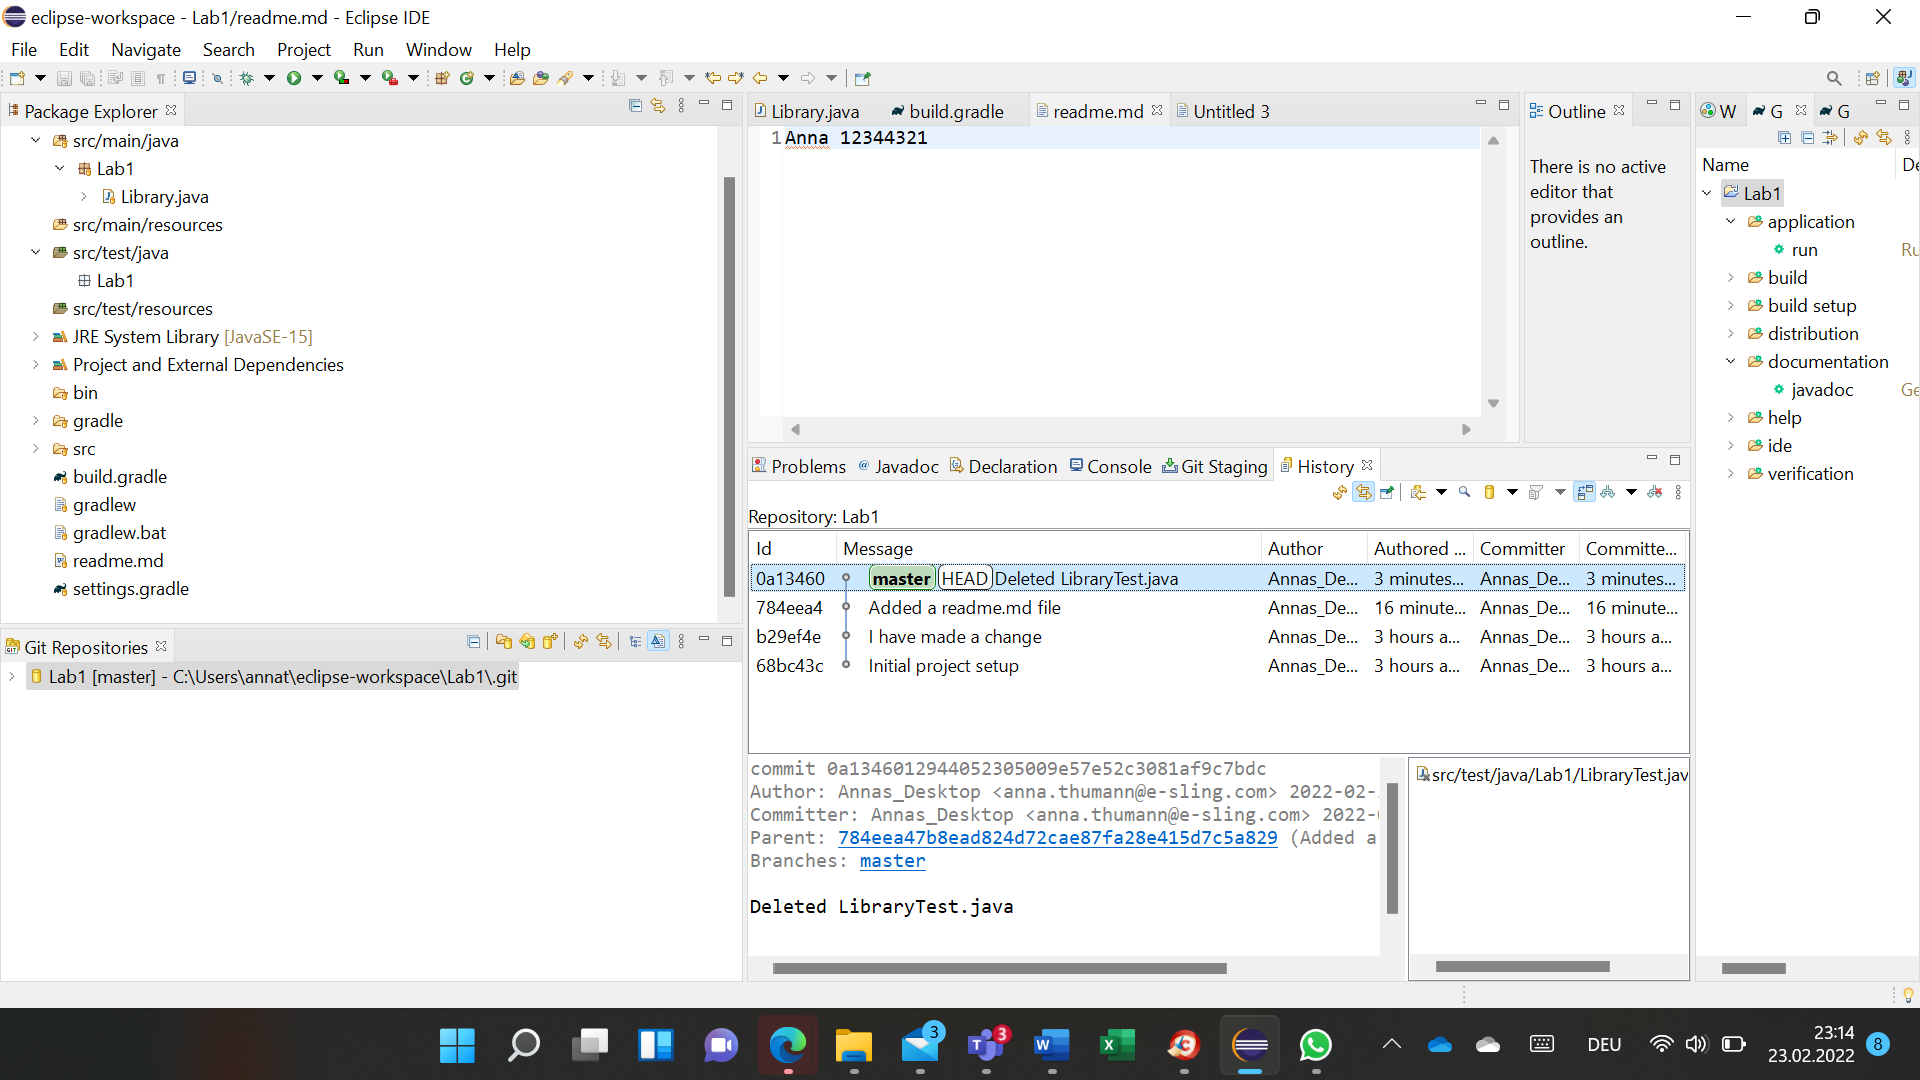 eclipse-workspace - Lab1/readme.md - Eclipse IDE
File Edit Navigate Search Project Run Window Help
Package Explorer
src/main/java
Lab1
Library.java
src/main/resources
src/test/java
Lab1
src/test/resources
JRE System Library [JavaSE-15]
Project and External Dependencies
bin
gradle
src
build.gradle
gradlew
gradlew.bat
readme.md
settings.gradle
Git Repositories
Lab1 [master] - C:\Users\annat\eclipse-workspace\Lab1\.git
Library.java build.gradle readme.md Untitled 3
1 Anna 12344321
Outline
There is no active
editor that
provides an
outline.
W G G
Name De
Lab1
application
run Ru
build
build setup
distribution
documentation
javadoc Ge
help
ide
verification
Problems Javadoc Declaration Console Git Staging History
Repository: Lab1
Id Message Author Authored ... Committer Committe...
0a13460 master HEAD Deleted LibraryTest.java Annas_De... 3 minutes... Annas_De... 3 minutes...
784eea4 Added a readme.md file Annas_De... 16 minute... Annas_De... 16 minute...
b29ef4e I have made a change Annas_De... 3 hours a... Annas_De... 3 hours a...
68bc43c Initial project setup Annas_De... 3 hours a... Annas_De... 3 hours a...
commit 0a1346012944052305009e57e52c3081af9c7bdc
Author: Annas_Desktop <anna.thumann@e-sling.com> 2022-02-
Committer: Annas_Desktop <anna.thumann@e-sling.com> 2022-
Parent: 784eea47b8ead824d72cae87fa28e415d7c5a829 (Added a
Branches: master
Deleted LibraryTest.java
src/test/java/Lab1/LibraryTest.jav
3
3
DEU
23:14
23.02.2022
8